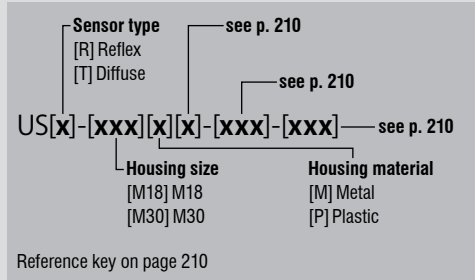 Sensor type
[R] Reflex
[T] Diffuse
see p. 210
see p. 210
US[x]-[xxx][x][x]-[xxx]-[xxx]
see p. 210
Housing size
[M18] M18
[M30] M30
Housing material
[M] Metal
[P] Plastic
Reference key on page 210